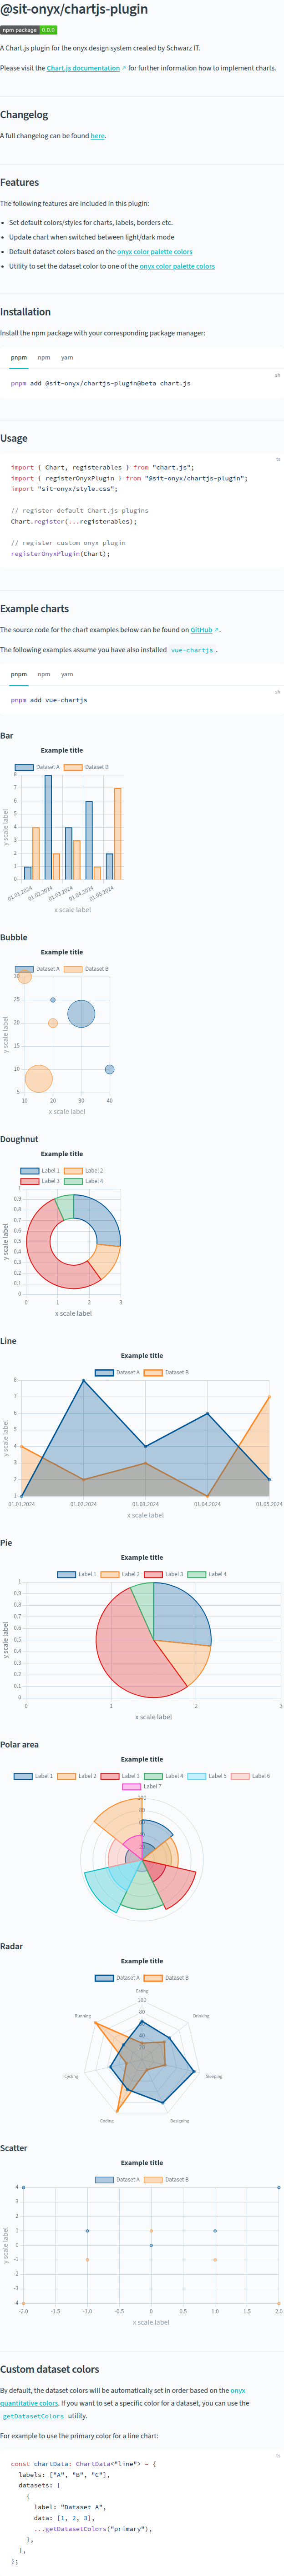 @sit-onyx/chartjs-plugin
npm package 0.0.0
A Chart.js plugin for the onyx design system created by Schwarz IT.
Please visit the Chart.js documentation ↗ for further information how to implement charts.
Changelog
A full changelog can be found here.
Features
The following features are included in this plugin:
• Set default colors/styles for charts, labels, borders etc.
• Update chart when switched between light/dark mode
• Default dataset colors based on the onyx color palette colors
• Utility to set the dataset color to one of the onyx color palette colors
Installation
Install the npm package with your corresponding package manager:
pnpm npm yarn
sh
pnpm add @sit-onyx/chartjs-plugin@beta chart.js
Usage
ts
import { Chart, registerables } from "chart.js";
import { registerOnyxPlugin } from "@sit-onyx/chartjs-plugin";
import "sit-onyx/style.css";
// register default Chart.js plugins
Chart.register(...registerables);
// register custom onyx plugin
registerOnyxPlugin(Chart);
Example charts
The source code for the chart examples below can be found on GitHub ↗.
The following examples assume you have also installed vue-chartjs .
pnpm npm yarn
sh
pnpm add vue-chartjs
Bar
Example title
Dataset A Dataset B
8
7
6
5
4
3
2
1
0
y scale label
01.01.2024 01.02.2024 01.03.2024 01.04.2024 01.05.2024
x scale label
Bubble
Example title
Dataset A Dataset B
30
25
20
15
10
5
y scale label
10 20 30 40
x scale label
Doughnut
Example title
Label 1 Label 2
Label 3 Label 4
1
0.9
0.8
0.7
0.6
0.5
0.4
0.3
0.2
0.1
0
y scale label
0 1 2 3
x scale label
Line
Example title
Dataset A Dataset B
8
7
6
5
4
3
2
1
y scale label
01.01.2024 01.02.2024 01.03.2024 01.04.2024 01.05.2024
x scale label
Pie
Example title
Label 1 Label 2 Label 3 Label 4
1
0.9
0.8
0.7
0.6
0.5
0.4
0.3
0.2
0.1
0
y scale label
0 1 2 3
x scale label
Polar area
Example title
Label 1 Label 2 Label 3 Label 4 Label 5 Label 6
Label 7
100
80
60
40
20
Radar
Example title
Dataset A Dataset B
Eating
100
Running
80
Drinking
60
40
20
Cycling
Sleeping
Coding
Designing
Scatter
Example title
Dataset A Dataset B
4
3
2
1
0
-1
-2
-3
-4
y scale label
-2.0 -1.5 -1.0 -0.5 0 0.5 1.0 1.5 2.0
x scale label
Custom dataset colors
By default, the dataset colors will be automatically set in order based on the onyx
quantitative colors. If you want to set a specific color for a dataset, you can use the
getDatasetColors utility.
For example to use the primary color for a line chart:
ts
const chartData: ChartData<"line"> = {
labels: ["A", "B", "C"],
datasets: [
{
label: "Dataset A",
data: [1, 2, 3],
...getDatasetColors("primary"),
},
],
};